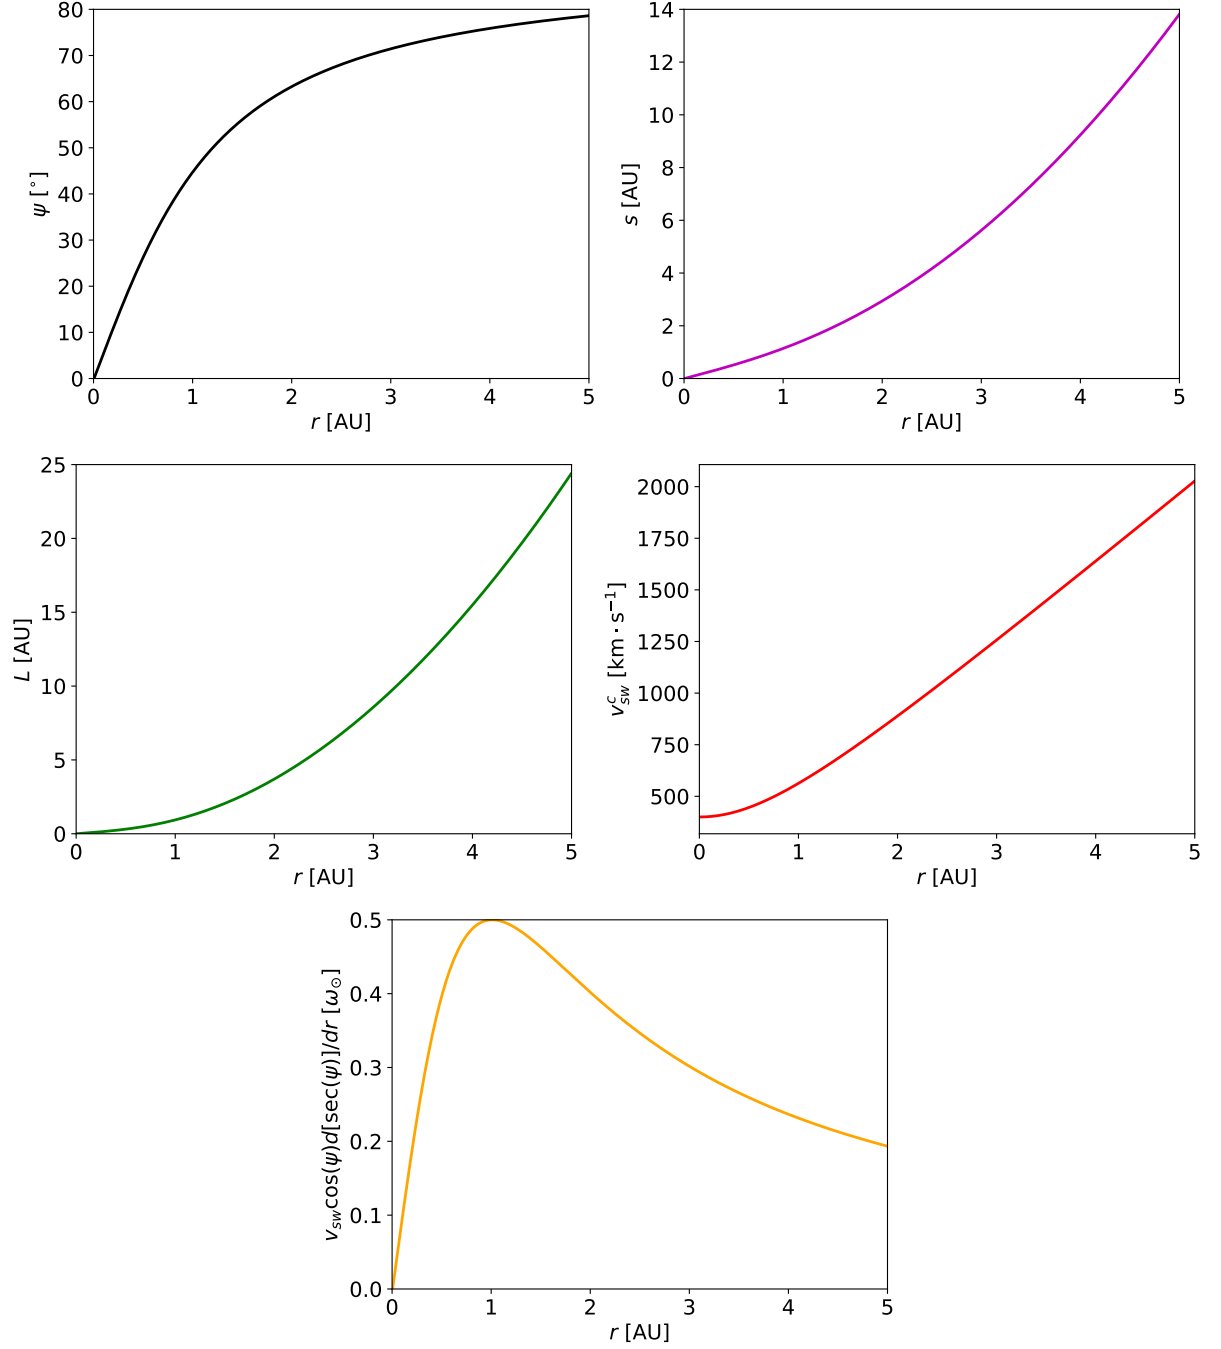 80
70
60
50
40
30
20
10
0
ψ [°]
0 1 2 3 4 5
r [AU]
14
12
10
8
6
4
2
0
s [AU]
0 1 2 3 4 5
r [AU]
25
20
15
10
5
0
L [AU]
0 1 2 3 4 5
r [AU]
2000
1750
1500
1250
1000
750
500
v_{sw}^{c} [km·s⁻¹]
0 1 2 3 4 5
r [AU]
0.5
0.4
0.3
0.2
0.1
0.0
v_{sw}cos(ψ)d[sec(ψ)]/dr [ω_⊙]
0 1 2 3 4 5
r [AU]